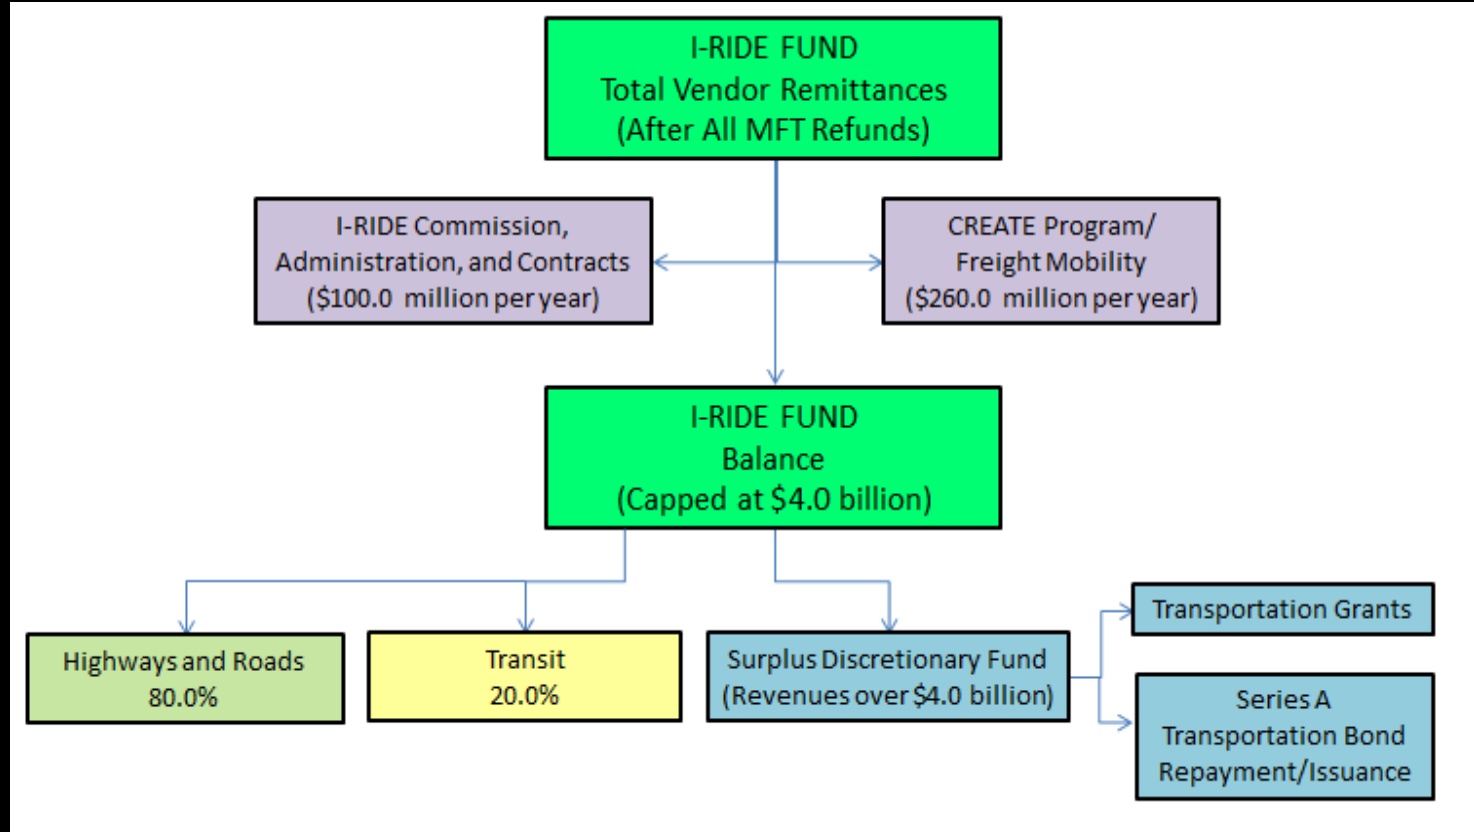 I-RIDE FUND
Total Vendor Remittances
(After All MFT Refunds)
I-RIDE Commission,
Administration, and Contracts
($100.0 million per year)
CREATE Program/
Freight Mobility
($260.0 million per year)
I-RIDE FUND
Balance
(Capped at $4.0 billion)
Highways and Roads
80.0%
Transit
20.0%
Surplus Discretionary Fund
(Revenues over $4.0 billion)
Transportation Grants
Series A
Transportation Bond
Repayment/Issuance